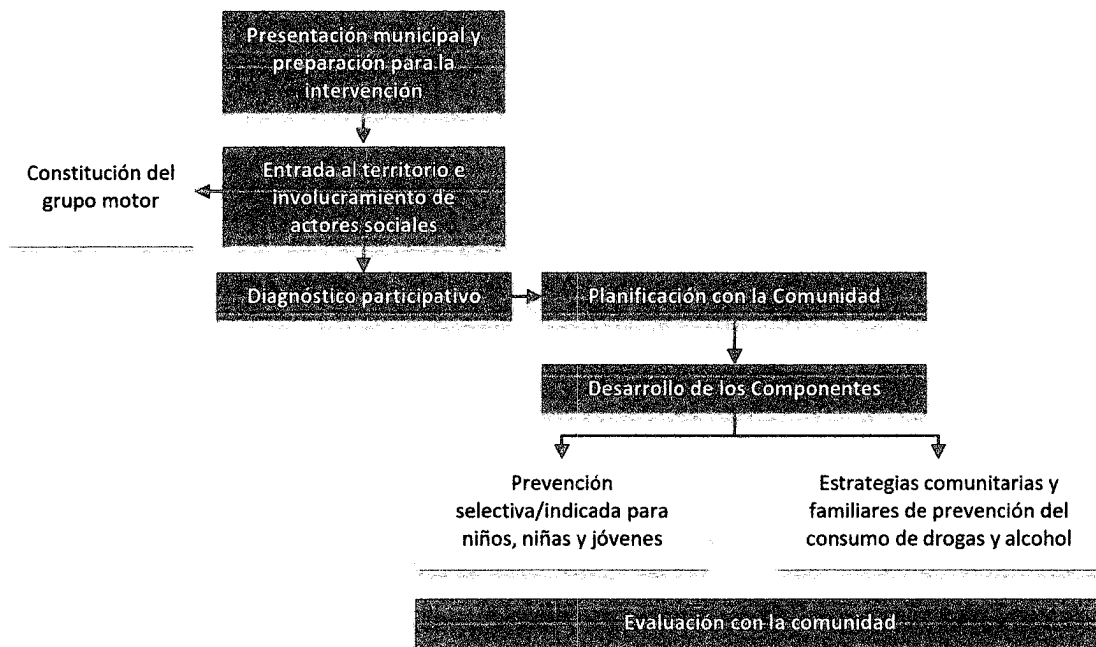 Presentación municipal y
preparación para la
intervención
Constitución del
grupo motor
Entrada al territorio e
involucramiento de
actores sociales
Diagnóstico participativo
Planificación con la Comunidad
Desarrollo de los Componentes
Prevención
selectiva/indicada para
niños, niñas y jóvenes
Estrategias comunitarias y
familiares de prevención del
consumo de drogas y alcohol
Evaluación con la comunidad